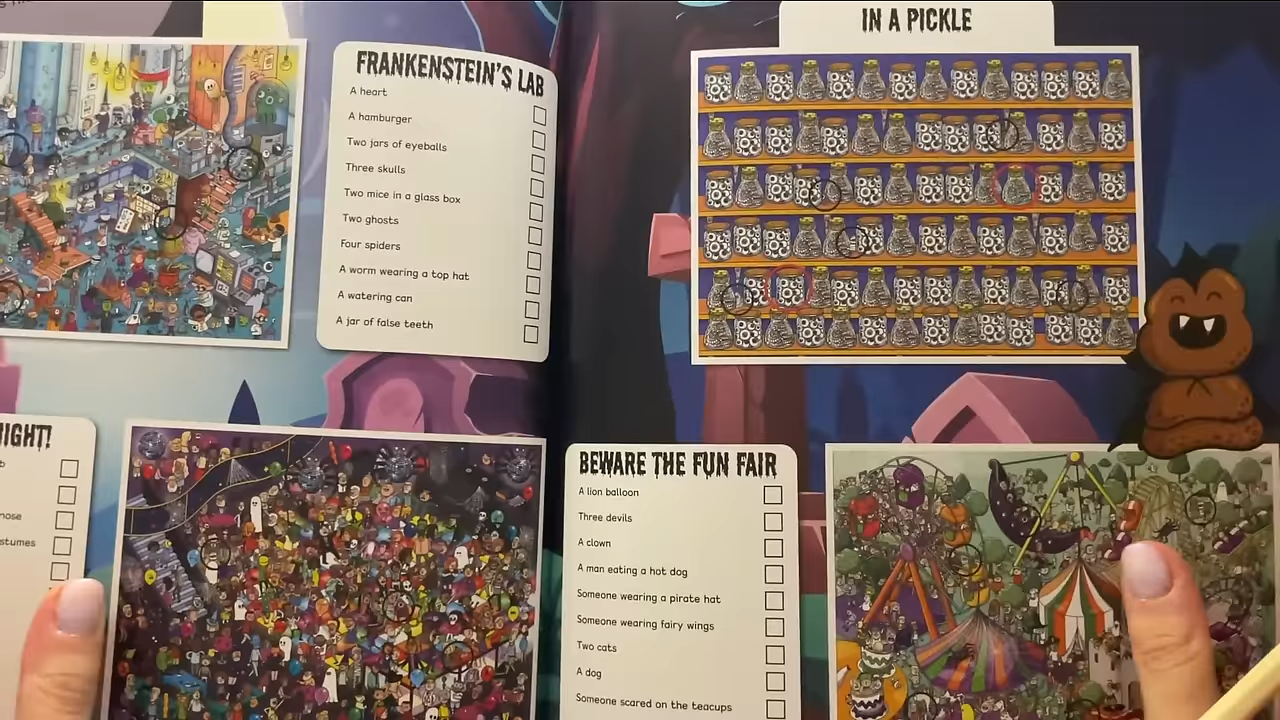 FRANKENSTEIN'S LAB
A heart
A hamburger
Two jars of eyeballs
Three skulls
Two mice in a glass box
Two ghosts
Four spiders
A worm wearing a top hat
A watering can
A jar of false teeth
IN A PICKLE
NIGHT!
nose
stumes
BEWARE THE FUN FAIR
A lion balloon
Three devils
A clown
A man eating a hot dog
Someone wearing a pirate hat
Someone wearing fairy wings
Two cats
A dog
Someone scared on the teacups